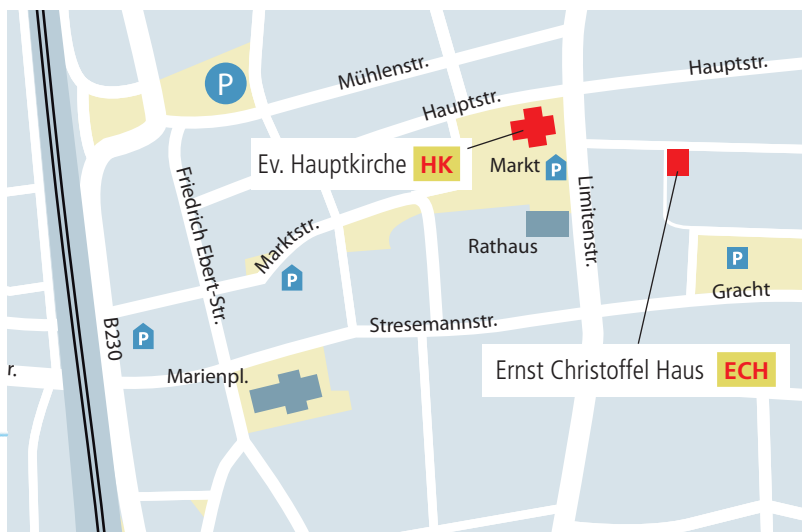 Mühlenstr.
Hauptstr.
Hauptstr.
P
Ev. Hauptkirche HK
Markt
P
Friedrich Ebert-Str.
Limitenstr.
Marktstr.
Rathaus
P
P
Gracht
B230
P
Stresemannstr.
r.
Marienpl.
Ernst Christoffel Haus ECH